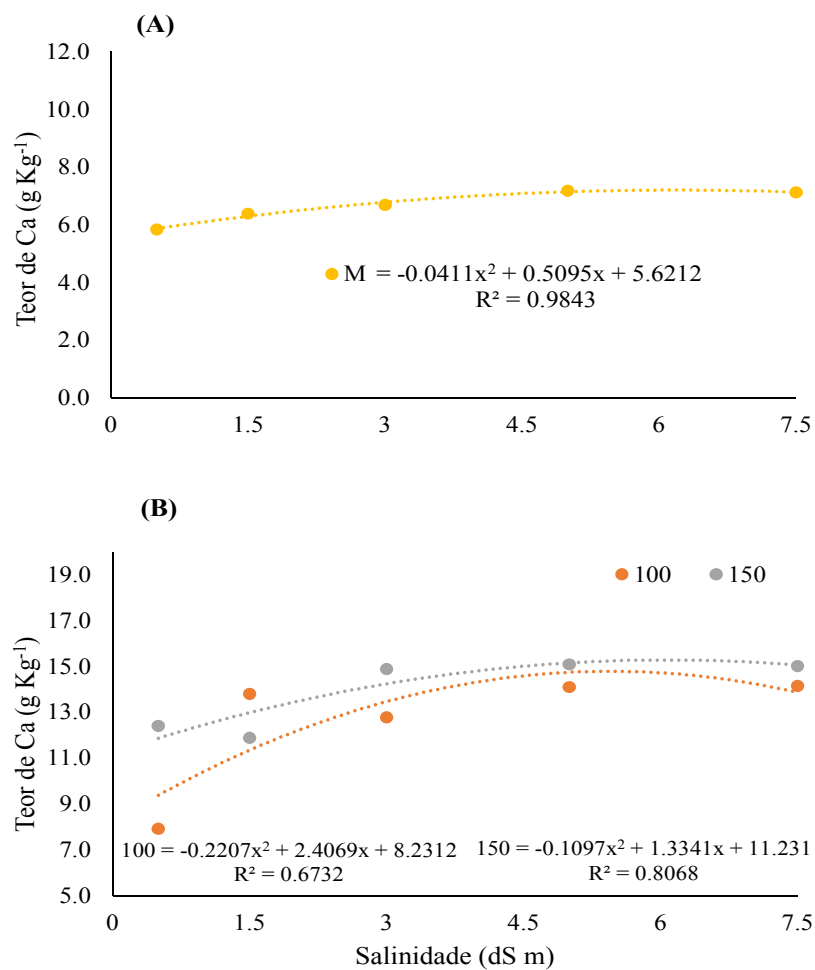 (A)
Teor de Ca (g Kg-1)
12.0
10.0
8.0
6.0
4.0
2.0
0.0
M = -0.0411x² + 0.5095x + 5.6212
R² = 0.9843
0 1.5 3 4.5 6 7.5
(B)
Teor de Ca (g Kg-1)
19.0
17.0
15.0
13.0
11.0
9.0
7.0
5.0
100 150
100 = -0.2207x² + 2.4069x + 8.2312
R² = 0.6732
150 = -0.1097x² + 1.3341x + 11.231
R² = 0.8068
0 1.5 3 4.5 6 7.5
Salinidade (dS m)